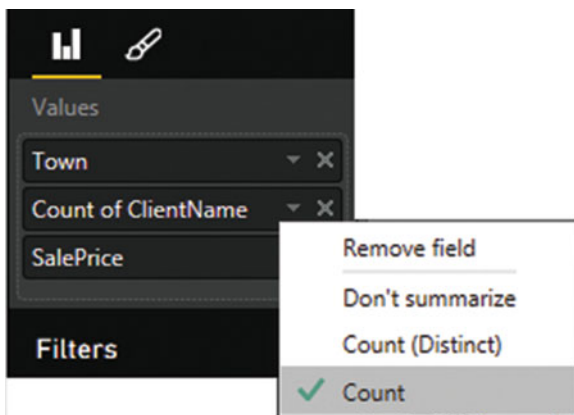 Values
Town
Count of ClientName
SalePrice
Filters
Remove field
Don't summarize
Count (Distinct)
Count